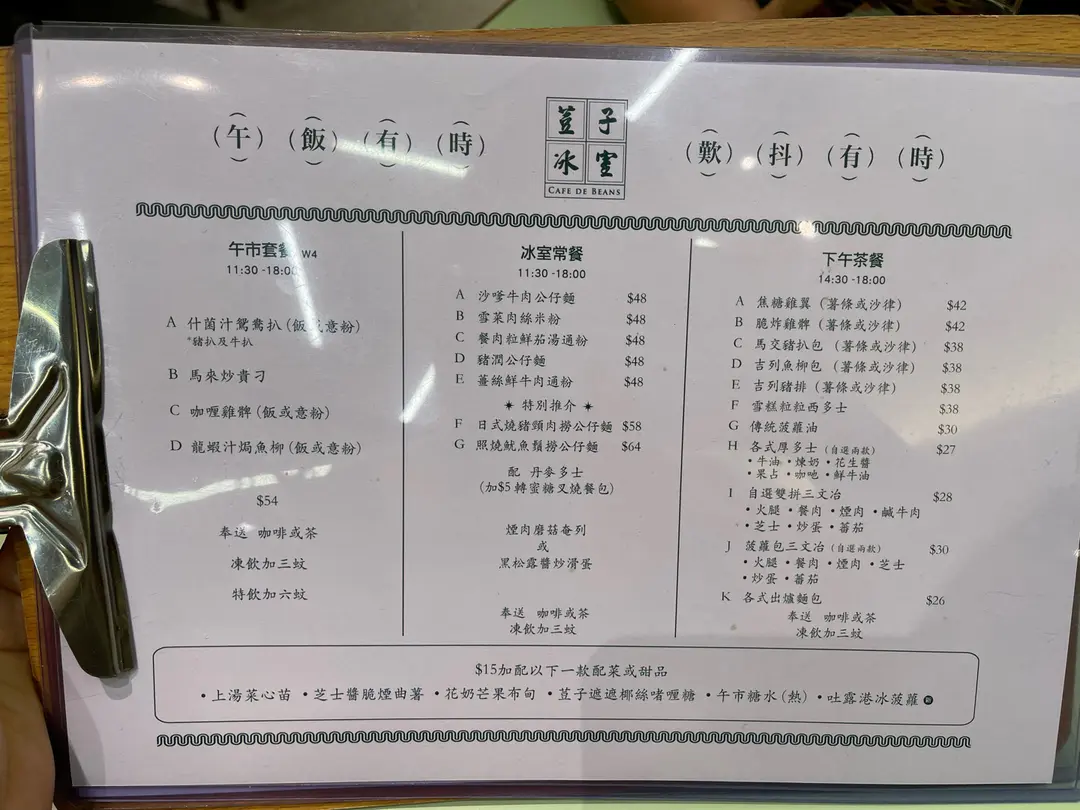 (午)(飯)(有)(時)
荳子
冰室
CAFE DE BEANS
(歎)(抖)(有)(時)
午市套餐 W4
11:30 -18:00
A 什菌汁鴛鴦扒(飯或意粉)
*豬扒及牛扒
B 馬來炒貴刁
C 咖喱雞髀(飯或意粉)
D 龍蝦汁焗魚柳(飯或意粉)
$54
奉送 咖啡或茶
凍飲加三蚊
特飲加六蚊
冰室常餐
11:30 -18:00
A 沙嗲牛肉公仔麵 $48
B 雪菜肉絲米粉 $48
C 餐肉粒鮮茄湯通粉 $48
D 豬潤公仔麵 $48
E 薑絲鮮牛肉通粉 $48
✦ 特別推介 ✦
F 日式燒豬頸肉撈公仔麵 $58
G 照燒魷魚鬚撈公仔麵 $64
配 丹麥多士
(加$5轉蜜糖叉燒餐包)
煙肉磨菇奄列
或
黑松露醬炒滑蛋
奉送 咖啡或茶
凍飲加三蚊
下午茶餐
14:30 -18:00
A 焦糖雞翼 (薯條或沙律) $42
B 脆炸雞髀 (薯條或沙律) $42
C 馬交豬扒包 (薯條或沙律) $38
D 吉列魚柳包 (薯條或沙律) $38
E 吉列豬排 (薯條或沙律) $38
F 雪糕粒粒西多士 $38
G 傳統菠蘿油 $30
H 各式厚多士 (自選兩款) $27
•牛油 •煉奶 •花生醬
•果占 •咖吔 •鮮牛油
I 自選雙拼三文冶 $28
•火腿 •餐肉 •煙肉 •鹹牛肉
•芝士 •炒蛋 •蕃茄
J 菠蘿包三文冶 (自選兩款) $30
•火腿 •餐肉 •煙肉 •芝士
•炒蛋 •蕃茄
K 各式出爐麵包 $26
奉送 咖啡或茶
凍飲加三蚊
$15加配以下一款配菜或甜品
•上湯菜心苗 •芝士醬脆煙曲薯 •花奶芒果布甸 •荳子遮遮椰絲啫喱糖 •午市糖水(熱) •吐露港冰菠蘿